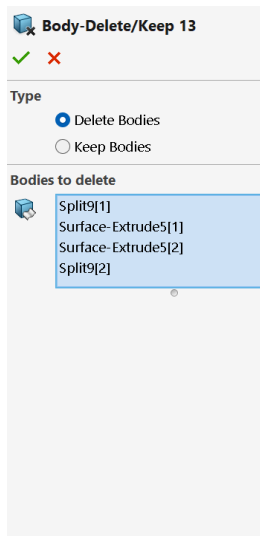 Body-Delete/Keep 13
Type
Delete Bodies
Keep Bodies
Bodies to delete
Split9[1]
Surface-Extrude5[1]
Surface-Extrude5[2]
Split9[2]